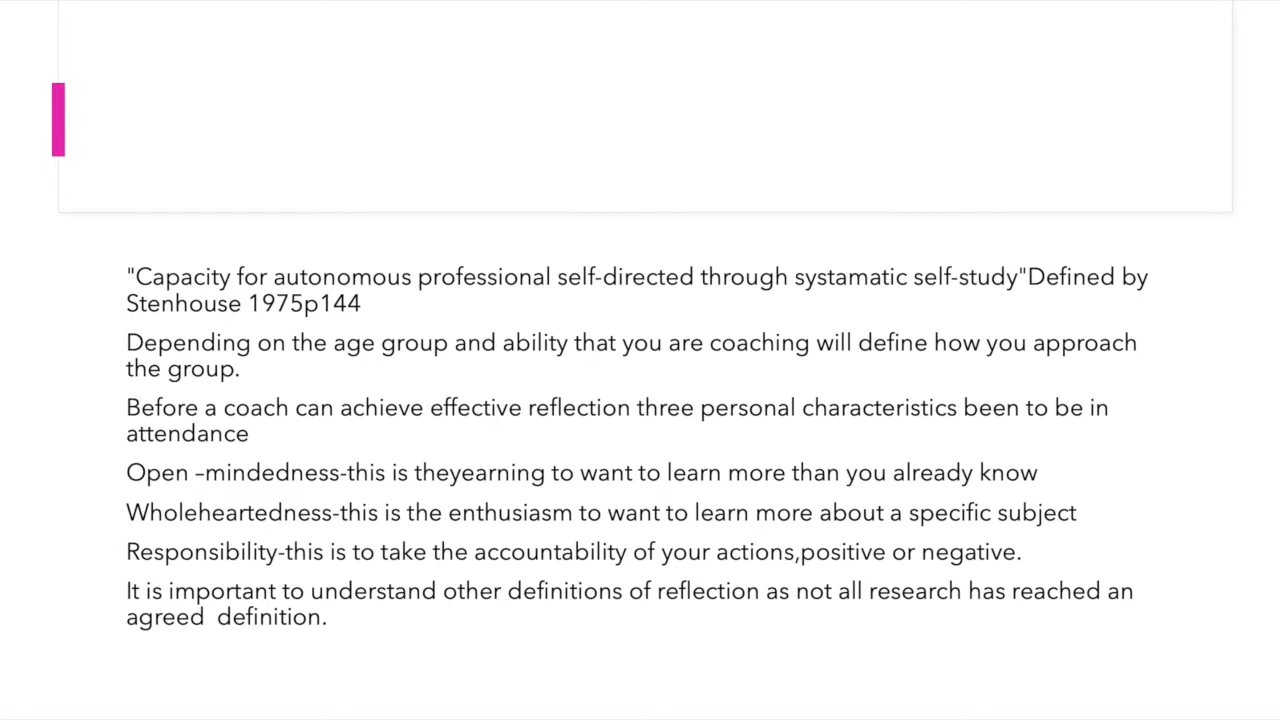 "Capacity for autonomous professional self-directed through systamatic self-study"Defined by
Stenhouse 1975p144
Depending on the age group and ability that you are coaching will define how you approach
the group.
Before a coach can achieve effective reflection three personal characteristics been to be in
attendance
Open –mindedness-this is theyearning to want to learn more than you already know
Wholeheartedness-this is the enthusiasm to want to learn more about a specific subject
Responsibility-this is to take the accountability of your actions,positive or negative.
It is important to understand other definitions of reflection as not all research has reached an
agreed  definition.